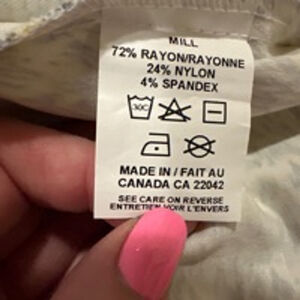 MILL
72% RAYON/RAYONNE
24% NYLON
4% SPANDEX
30C
MADE IN / FAIT AU
CANADA CA 22042
SEE CARE ON REVERSE
ENTRETIEN VOIR L'ENVERS